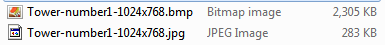 Tower-number1-1024x768.bmp Bitmap image 2,305 KB
Tower-number1-1024x768.jpg JPEG Image 283 KB